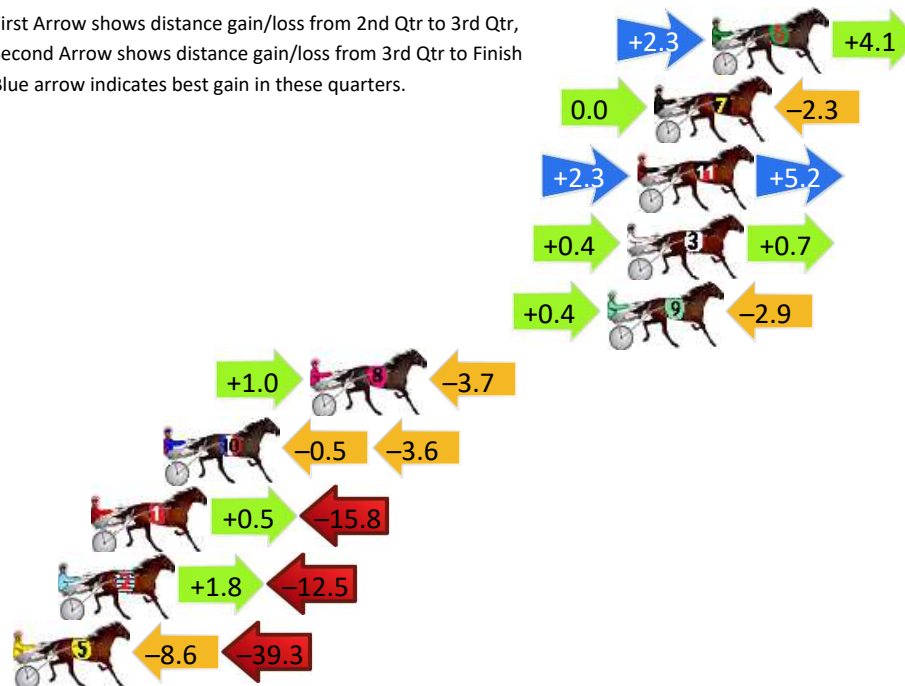 irst Arrow shows distance gain/loss from 2nd Qtr to 3rd Qtr,
econd Arrow shows distance gain/loss from 3rd Qtr to Finish
Blue arrow indicates best gain in these quarters.
+2.3 +4.1
0.0 7 –2.3
+2.3 11 +5.2
+0.4 3 +0.7
+0.4 9 –2.9
+1.0 8 –3.7
10 –0.5 –3.6
1 +0.5 –15.8
2 +1.8 –12.5
5 –8.6 –39.3